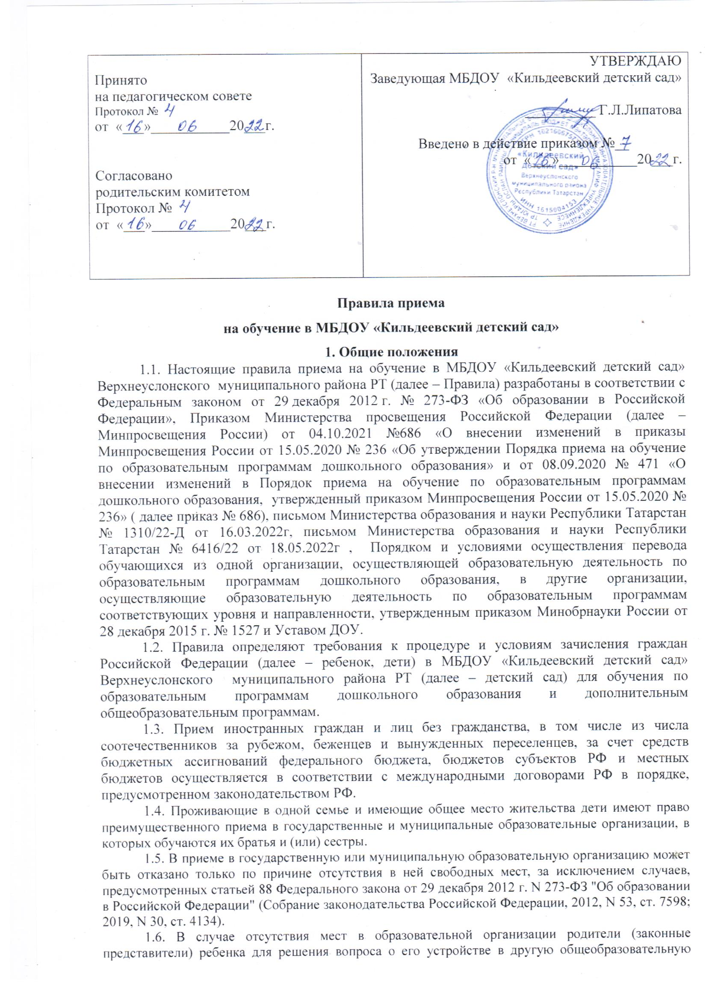 Принято
на педагогическом совете
Протокол № 4
от «16» 06 2022 г.
Согласовано
родительским комитетом
Протокол № 4
от «16» 06 2022 г.
УТВЕРЖДАЮ
Заведующая МБДОУ «Кильдеевский детский сад»
Г.Л.Липатова
Введено в действие приказом № 7
от «16» 06 2022 г.
«Кильдеевский
детский сад»
Верхнеуслонского
муниципального района
Республики Татарстан
ИНН 1615004153
Правила приема
на обучение в МБДОУ «Кильдеевский детский сад»
1. Общие положения
1.1. Настоящие правила приема на обучение в МБДОУ «Кильдеевский детский сад»
Верхнеуслонского муниципального района РТ (далее – Правила) разработаны в соответствии с
Федеральным законом от 29 декабря 2012 г. № 273-ФЗ «Об образовании в Российской
Федерации», Приказом Министерства просвещения Российской Федерации (далее –
Минпросвещения России) от 04.10.2021 №686 «О внесении изменений в приказы
Минпросвещения России от 15.05.2020 № 236 «Об утверждении Порядка приема на обучение
по образовательным программам дошкольного образования» и от 08.09.2020 № 471 «О
внесении изменений в Порядок приема на обучение по образовательным программам
дошкольного образования, утвержденный приказом Минпросвещения России от 15.05.2020 №
236» ( далее приказ № 686), письмом Министерства образования и науки Республики Татарстан
№ 1310/22-Д от 16.03.2022г, письмом Министерства образования и науки Республики
Татарстан № 6416/22 от 18.05.2022г , Порядком и условиями осуществления перевода
обучающихся из одной организации, осуществляющей образовательную деятельность по
образовательным программам дошкольного образования, в другие организации,
осуществляющие образовательную деятельность по образовательным программам
соответствующих уровня и направленности, утвержденным приказом Минобрнауки России от
28 декабря 2015 г. № 1527 и Уставом ДОУ.
1.2. Правила определяют требования к процедуре и условиям зачисления граждан
Российской Федерации (далее – ребенок, дети) в МБДОУ «Кильдеевский детский сад»
Верхнеуслонского муниципального района РТ (далее – детский сад) для обучения по
образовательным программам дошкольного образования и дополнительным
общеобразовательным программам.
1.3. Прием иностранных граждан и лиц без гражданства, в том числе из числа
соотечественников за рубежом, беженцев и вынужденных переселенцев, за счет средств
бюджетных ассигнований федерального бюджета, бюджетов субъектов РФ и местных
бюджетов осуществляется в соответствии с международными договорами РФ в порядке,
предусмотренном законодательством РФ.
1.4. Проживающие в одной семье и имеющие общее место жительства дети имеют право
преимущественного приема в государственные и муниципальные образовательные организации, в
которых обучаются их братья и (или) сестры.
1.5. В приеме в государственную или муниципальную образовательную организацию может
быть отказано только по причине отсутствия в ней свободных мест, за исключением случаев,
предусмотренных статьей 88 Федерального закона от 29 декабря 2012 г. N 273-ФЗ "Об образовании
в Российской Федерации" (Собрание законодательства Российской Федерации, 2012, N 53, ст. 7598;
2019, N 30, ст. 4134).
1.6. В случае отсутствия мест в образовательной организации родители (законные
представители) ребенка для решения вопроса о его устройстве в другую общеобразовательную